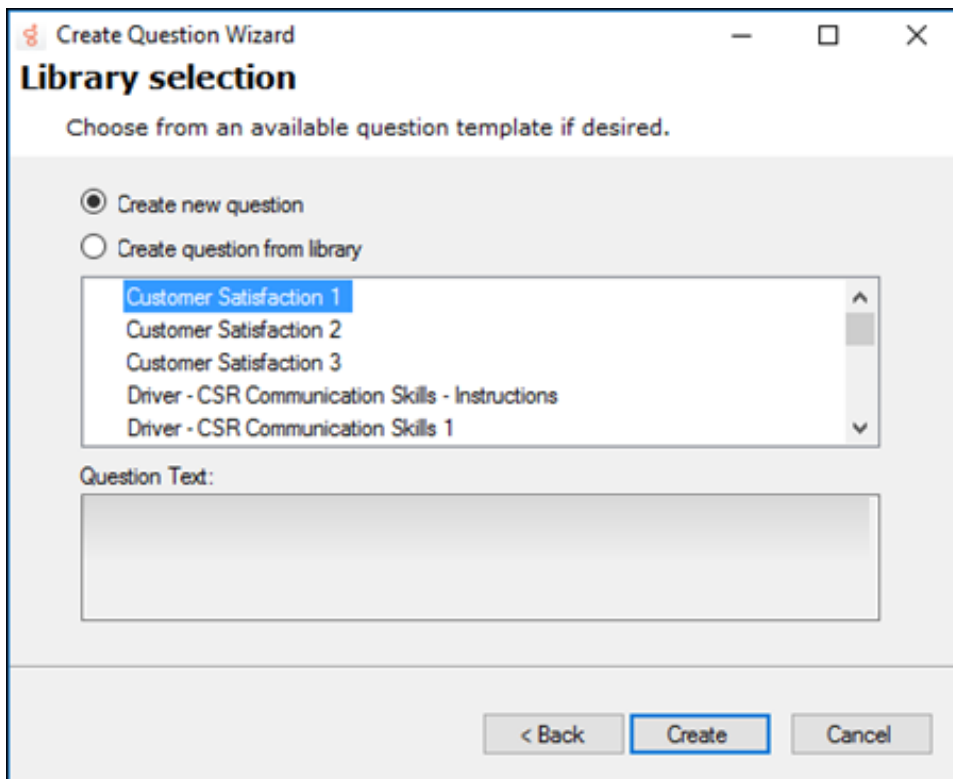 Create Question Wizard
Library selection
Choose from an available question template if desired.
Create new question
Create question from library
Customer Satisfaction 1
Customer Satisfaction 2
Customer Satisfaction 3
Driver - CSR Communication Skills - Instructions
Driver - CSR Communication Skills 1
Question Text:
< Back Create Cancel